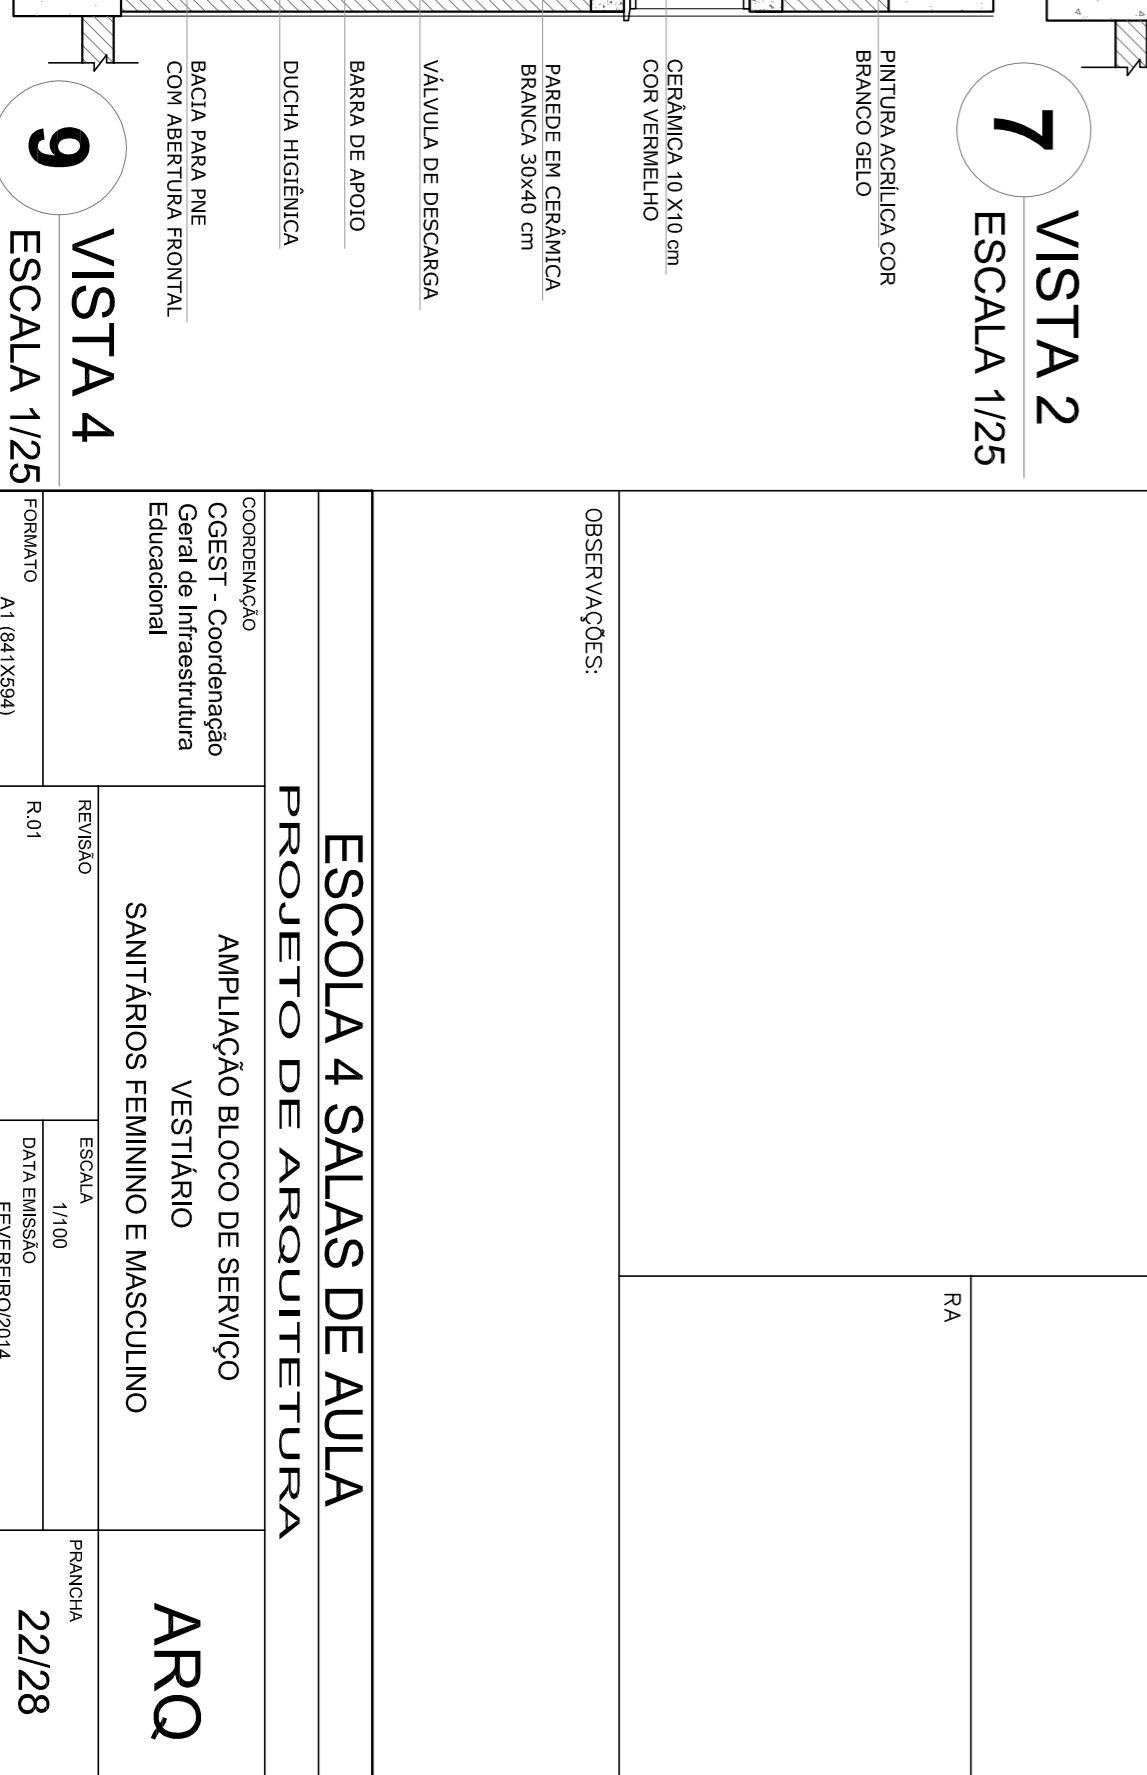 7
VISTA 2
ESCALA 1/25
PINTURA ACRÍLICA COR
BRANCO GELO
CERÂMICA 10 X10 cm
COR VERMELHO
PAREDE EM CERÂMICA
BRANCA 30x40 cm
VÁLVULA DE DESCARGA
BARRA DE APOIO
DUCHA HIGIÊNICA
BACIA PARA PNE
COM ABERTURA FRONTAL
9
VISTA 4
ESCALA 1/25
RA
OBSERVAÇÕES:
ESCOLA 4 SALAS DE AULA
PROJETO DE ARQUITETURA
COORDENAÇÃO
CGEST - Coordenação
Geral de Infraestrutura
Educacional
AMPLIAÇÃO BLOCO DE SERVIÇO
VESTIÁRIO
SANITÁRIOS FEMININO E MASCULINO
ARQ
FORMATO
A1 (841X594)
REVISÃO
R.01
ESCALA
1/100
DATA EMISSÃO
FEVEREIRO/2014
PRANCHA
22/28